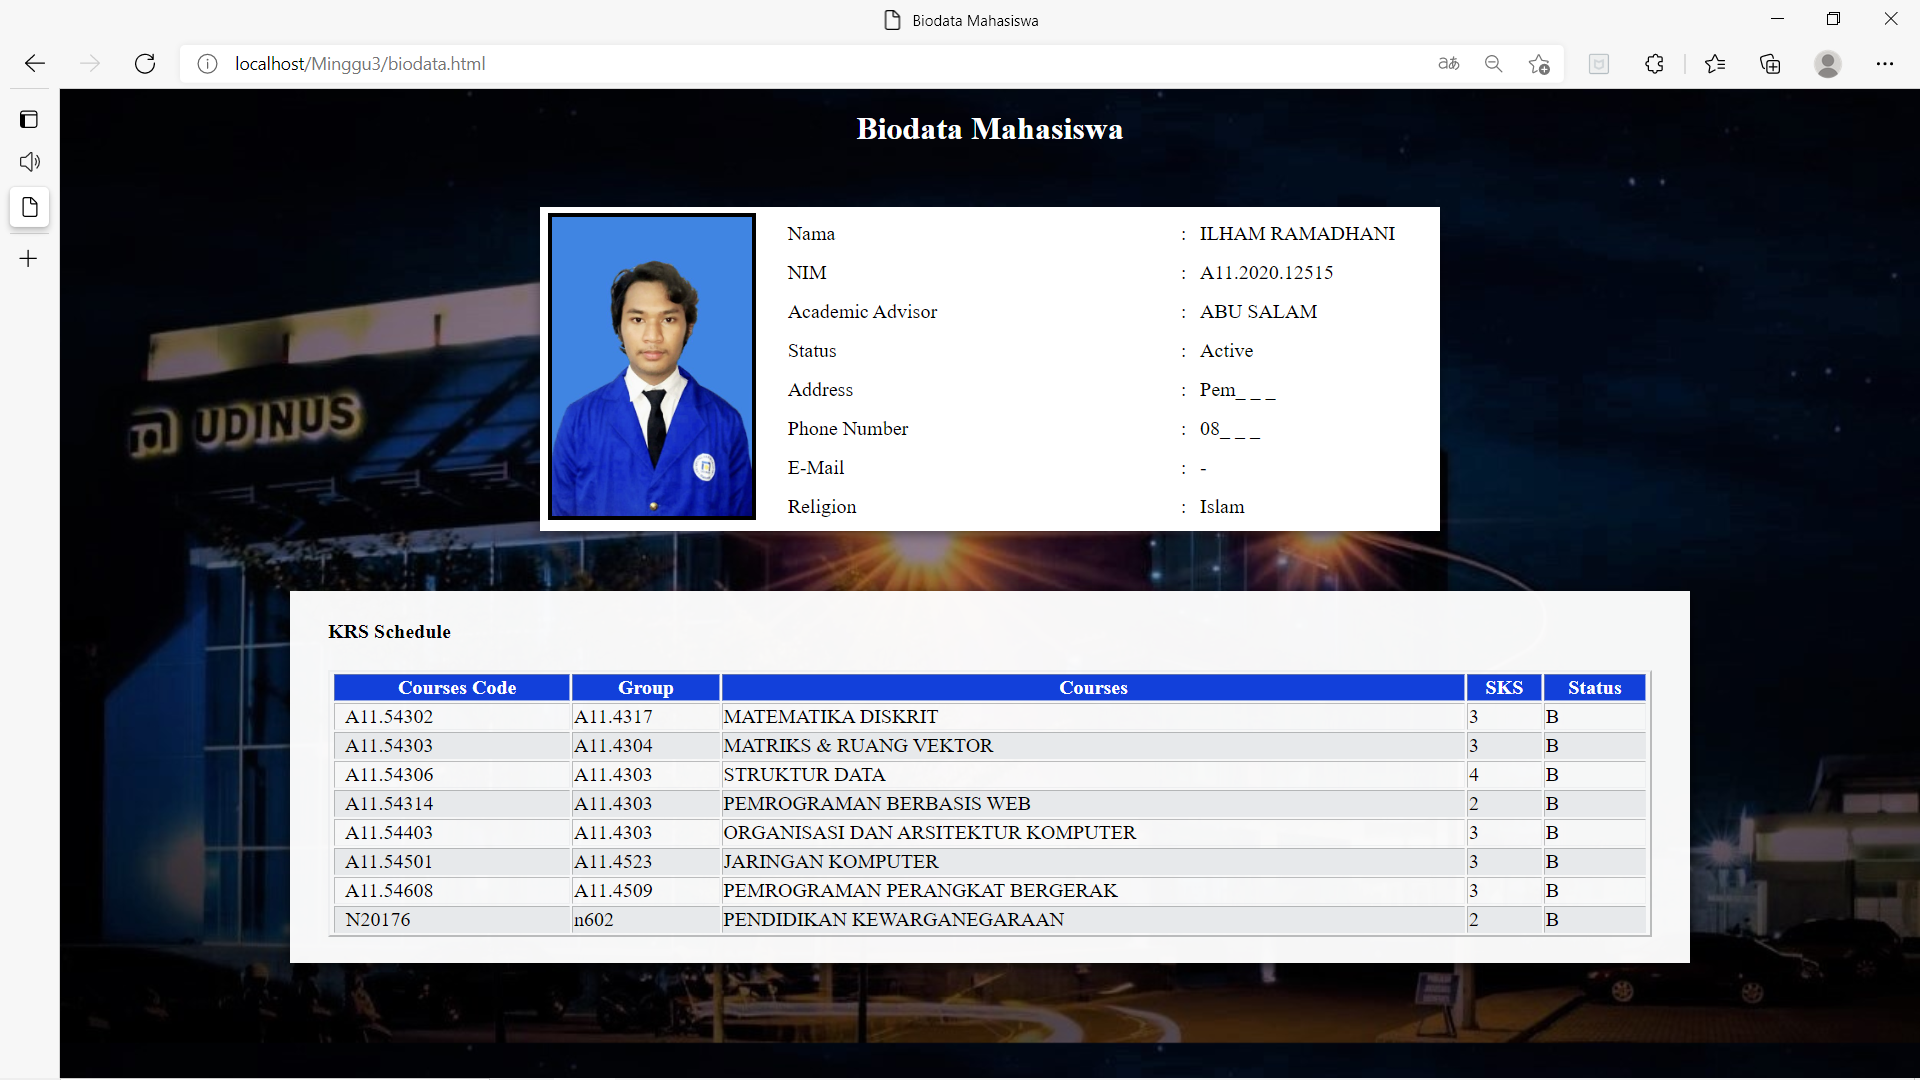 Biodata Mahasiswa
localhost/Minggu3/biodata.html
Biodata Mahasiswa
Nama : ILHAM RAMADHANI
NIM : A11.2020.12515
Academic Advisor : ABU SALAM
Status : Active
Address : Pem_ _ _
Phone Number : 08_ _ _
E-Mail : -
Religion : Islam
UDINUS
KRS Schedule
Courses Code Group Courses SKS Status
A11.54302 A11.4317 MATEMATIKA DISKRIT 3 B
A11.54303 A11.4304 MATRIKS & RUANG VEKTOR 3 B
A11.54306 A11.4303 STRUKTUR DATA 4 B
A11.54314 A11.4303 PEMROGRAMAN BERBASIS WEB 2 B
A11.54403 A11.4303 ORGANISASI DAN ARSITEKTUR KOMPUTER 3 B
A11.54501 A11.4523 JARINGAN KOMPUTER 3 B
A11.54608 A11.4509 PEMROGRAMAN PERANGKAT BERGERAK 3 B
N20176 n602 PENDIDIKAN KEWARGANEGARAAN 2 B